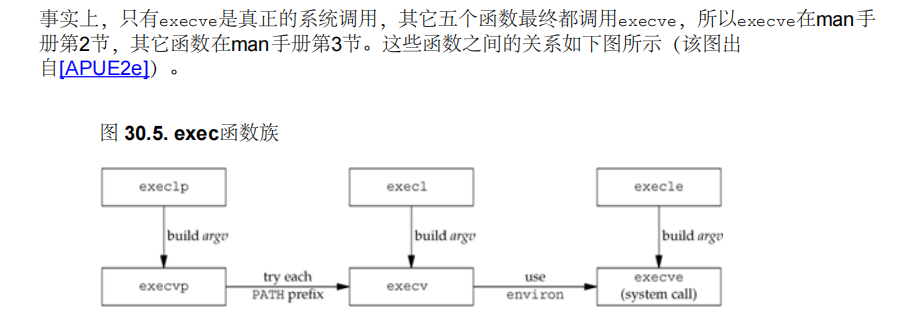 事实上，只有execve是真正的系统调用，其它五个函数最终都调用execve，所以execve在man手
册第2节，其它函数在man手册第3节。这些函数之间的关系如下图所示（该图出
自[APUE2e]）。
图 30.5. exec函数族
execlp
execl
execle
build argv
build argv
build argv
execvp
try each
PATH prefix
execv
use
environ
execve
(system call)